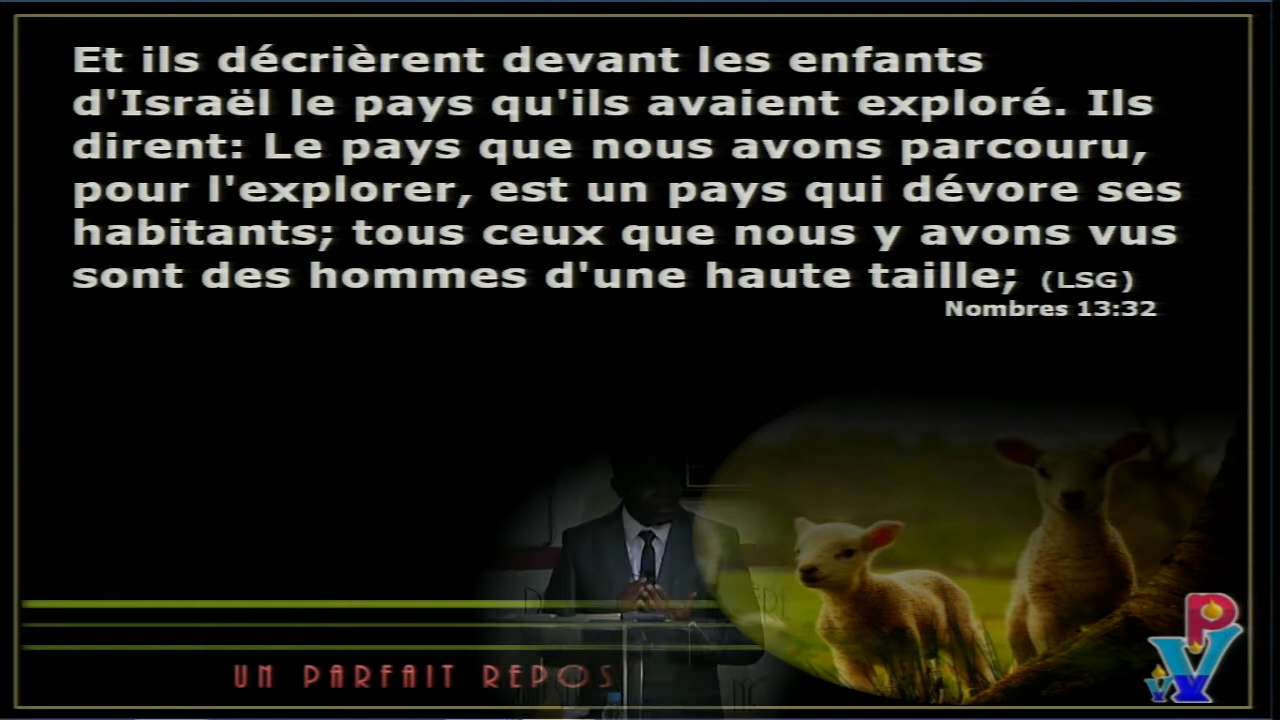 Et ils décrièrent devant les enfants
d'Israël le pays qu'ils avaient exploré. Ils
dirent: Le pays que nous avons parcouru,
pour l'explorer, est un pays qui dévore ses
habitants; tous ceux que nous y avons vus
sont des hommes d'une haute taille; (LSG)
Nombres 13:32
UN PARFAIT REPOS